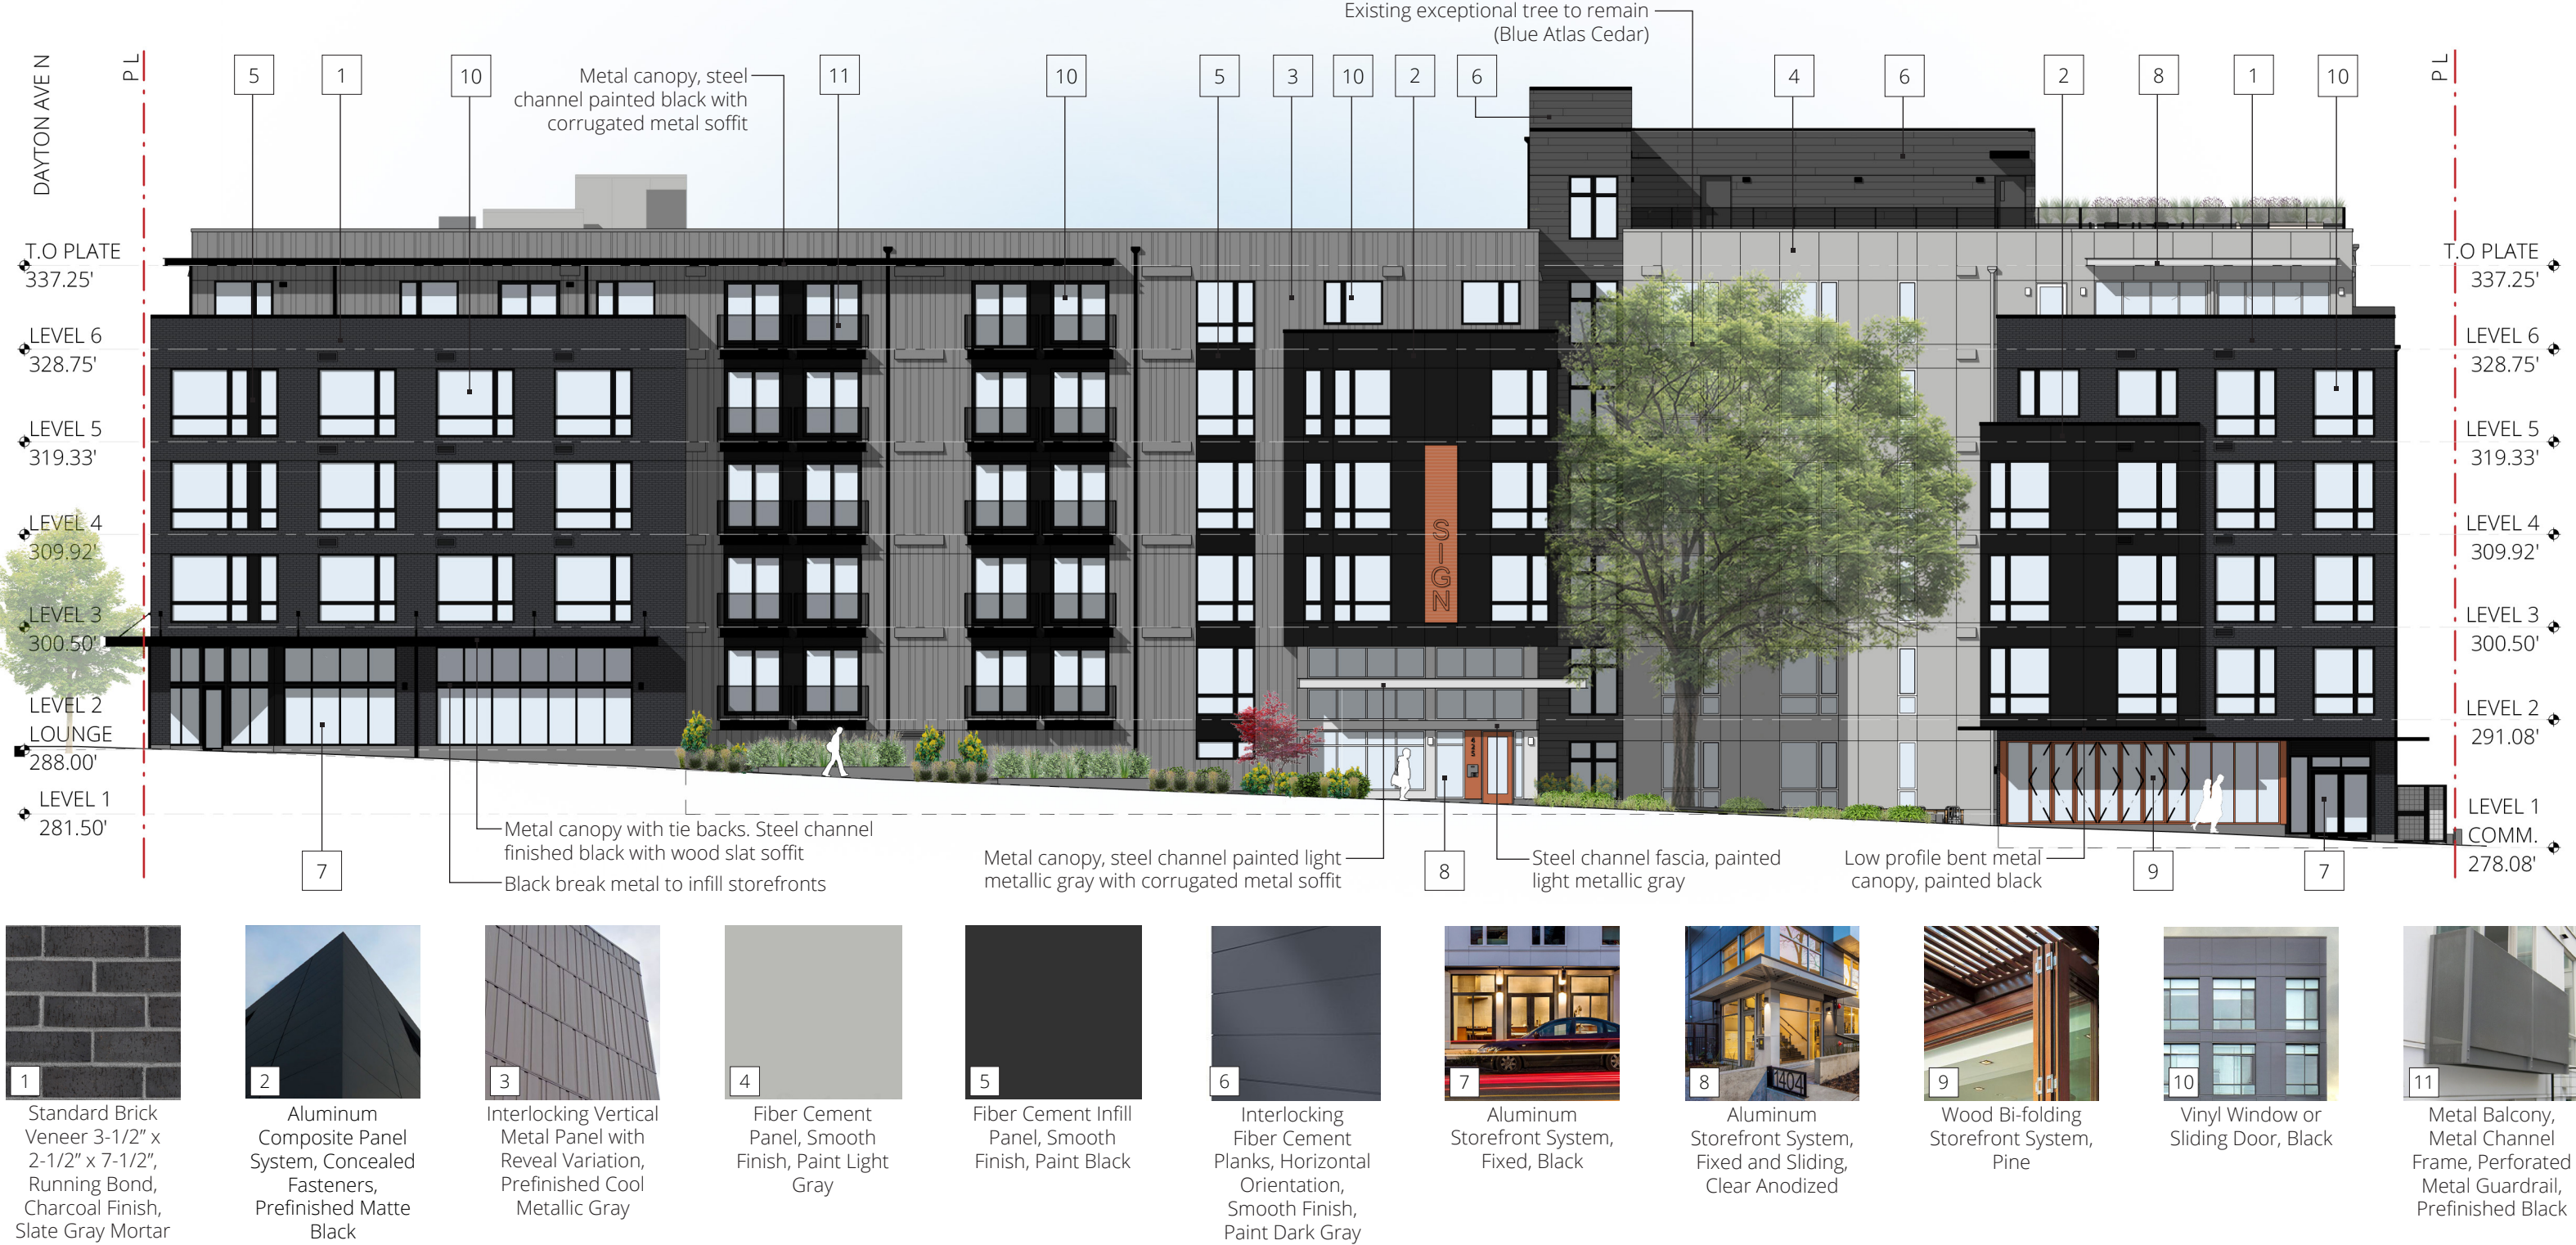 Existing exceptional tree to remain
(Blue Atlas Cedar)
DAYTON AVE N
P L
5
1
10
Metal canopy, steel
channel painted black with
corrugated metal soffit
11
10
5
3
10
2
6
4
6
2
8
1
10
P L
T.O PLATE
337.25'
LEVEL 6
328.75'
LEVEL 5
319.33'
LEVEL 4
309.92'
LEVEL 3
300.50'
LEVEL 2
LOUNGE
288.00'
LEVEL 1
281.50'
SIGN
425
T.O PLATE
337.25'
LEVEL 6
328.75'
LEVEL 5
319.33'
LEVEL 4
309.92'
LEVEL 3
300.50'
LEVEL 2
291.08'
LEVEL 1
COMM.
278.08'
7
Metal canopy with tie backs. Steel channel
finished black with wood slat soffit
Black break metal to infill storefronts
Metal canopy, steel channel painted light
metallic gray with corrugated metal soffit
8
Steel channel fascia, painted
light metallic gray
Low profile bent metal
canopy, painted black
9
7
1
Standard Brick
Veneer 3-1/2” x
2-1/2” x 7-1/2”,
Running Bond,
Charcoal Finish,
Slate Gray Mortar
2
Aluminum
Composite Panel
System, Concealed
Fasteners,
Prefinished Matte
Black
3
Interlocking Vertical
Metal Panel with
Reveal Variation,
Prefinished Cool
Metallic Gray
4
Fiber Cement
Panel, Smooth
Finish, Paint Light
Gray
5
Fiber Cement Infill
Panel, Smooth
Finish, Paint Black
6
Interlocking
Fiber Cement
Planks, Horizontal
Orientation,
Smooth Finish,
Paint Dark Gray
7
Aluminum
Storefront System,
Fixed, Black
1404
8
Aluminum
Storefront System,
Fixed and Sliding,
Clear Anodized
9
Wood Bi-folding
Storefront System,
Pine
10
Vinyl Window or
Sliding Door, Black
11
Metal Balcony,
Metal Channel
Frame, Perforated
Metal Guardrail,
Prefinished Black